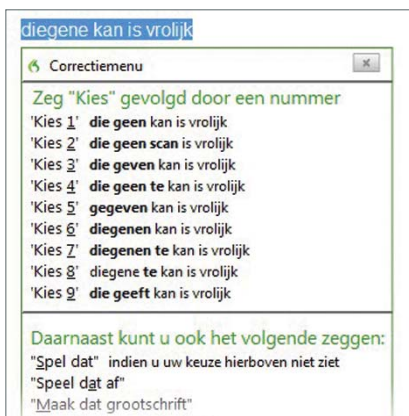 diegene kan is vrolijk
Correctiemenu
Zeg "Kies" gevolgd door een nummer
'Kies 1' die geen kan is vrolijk
'Kies 2' die geen scan is vrolijk
'Kies 3' die geven kan is vrolijk
'Kies 4' die geen te kan is vrolijk
'Kies 5' gegeven kan is vrolijk
'Kies 6' diegenen kan is vrolijk
'Kies 7' diegenen te kan is vrolijk
'Kies 8' diegene te kan is vrolijk
'Kies 9' die geeft kan is vrolijk
Daarnaast kunt u ook het volgende zeggen:
"Spel dat" indien u uw keuze hierboven niet ziet
"Speel dat af"
"Maak dat grootschrift"